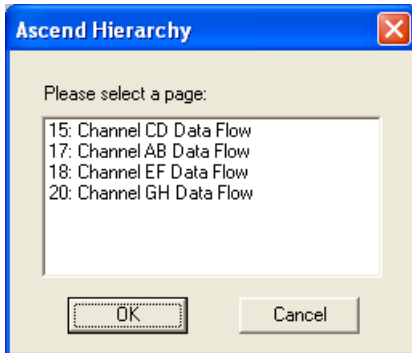 Ascend Hierarchy
Please select a page:
15: Channel CD Data Flow
17: Channel AB Data Flow
18: Channel EF Data Flow
20: Channel GH Data Flow
OK Cancel